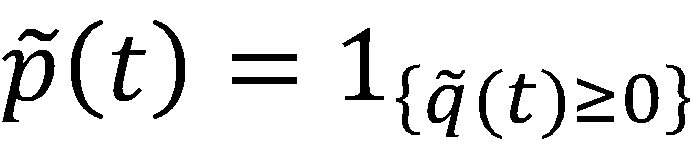 p̃(t) = 1_{q̃(t)≥0}